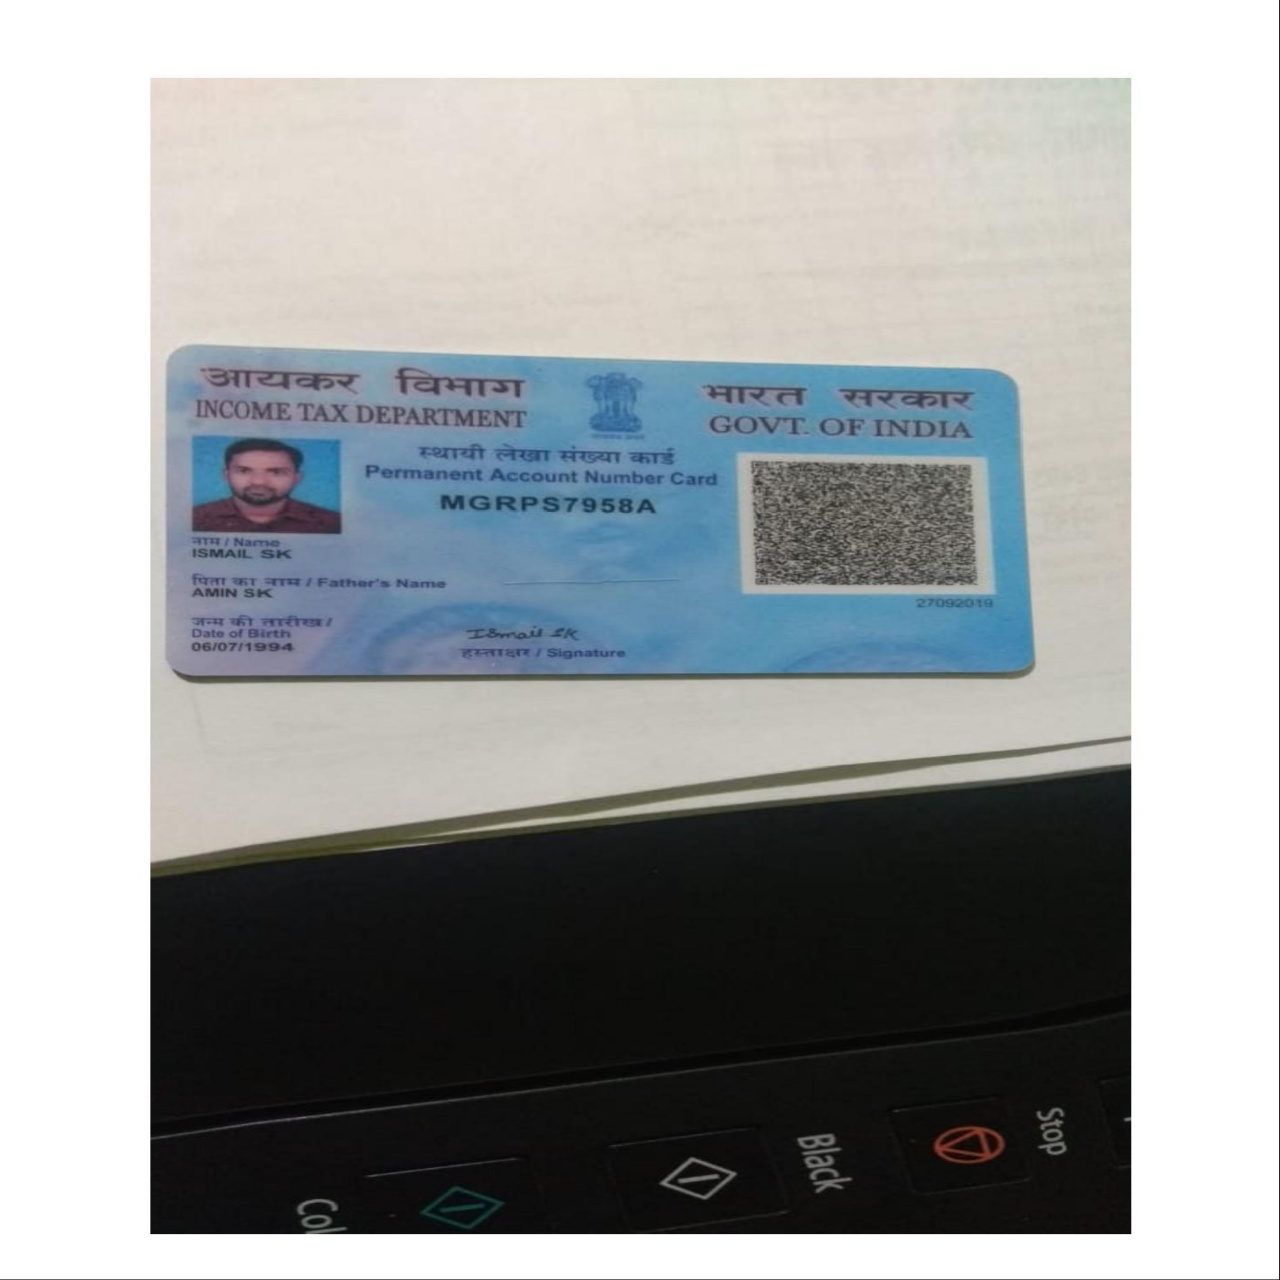 आयकर विभाग
INCOME TAX DEPARTMENT
भारत सरकार
GOVT. OF INDIA
स्थायी लेखा संख्या कार्ड
Permanent Account Number Card
MGRPS7958A
नाम / Name
ISMAIL SK
पिता का नाम / Father's Name
AMIN SK
जन्म की तारीख /
Date of Birth
06/07/1994
Ismail SK
हस्ताक्षर / Signature
27092019
Stop
Black